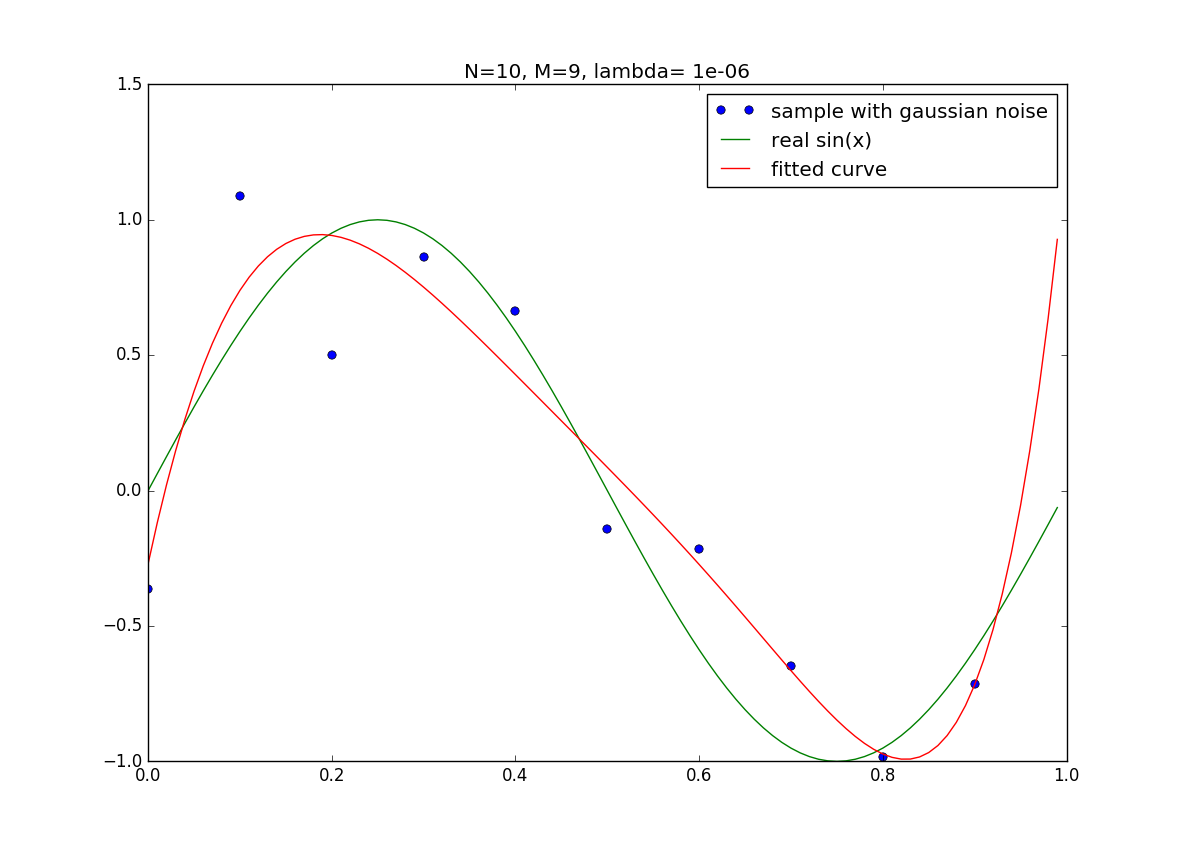 N=10, M=9, lambda= 1e-06
1.5
1.0
0.5
0.0
−0.5
−1.0
sample with gaussian noise
real sin(x)
fitted curve
0.0 0.2 0.4 0.6 0.8 1.0